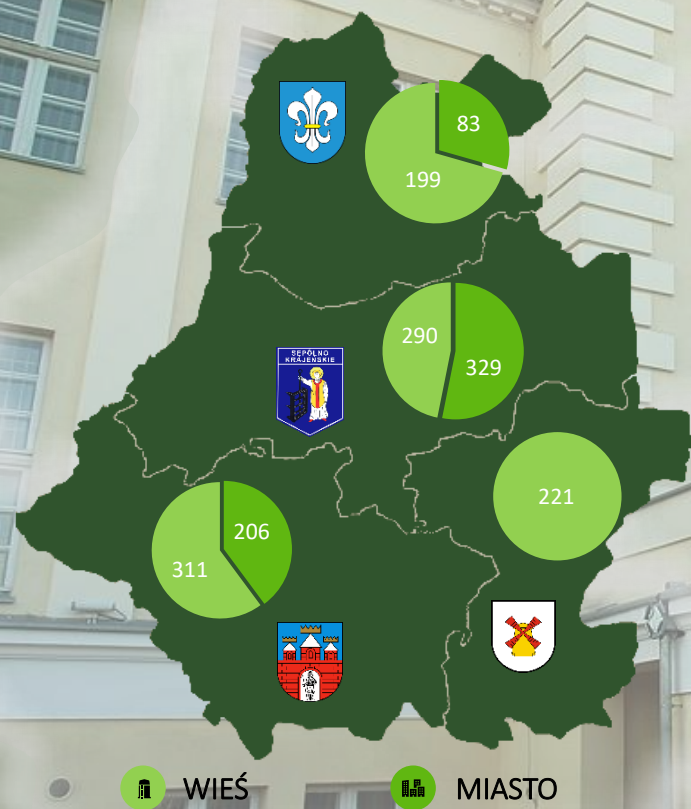 83
199
290
329
SĘPÓLNO
KRAJEŃSKIE
221
206
311
WIEŚ
MIASTO